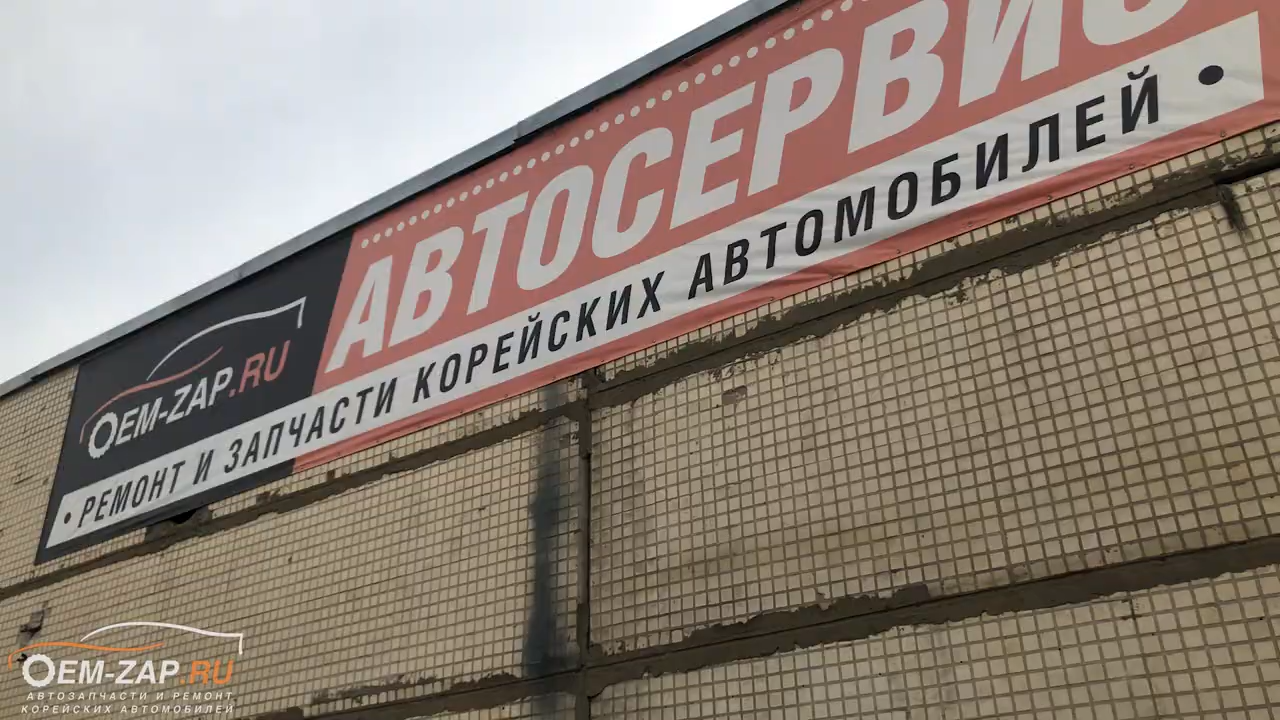 АВТОСЕРВИС
OEM-ZAP.RU
• РЕМОНТ И ЗАПЧАСТИ КОРЕЙСКИХ АВТОМОБИЛЕЙ •
OEM-ZAP.RU
АВТОЗАПЧАСТИ И РЕМОНТ
КОРЕЙСКИХ АВТОМОБИЛЕЙ